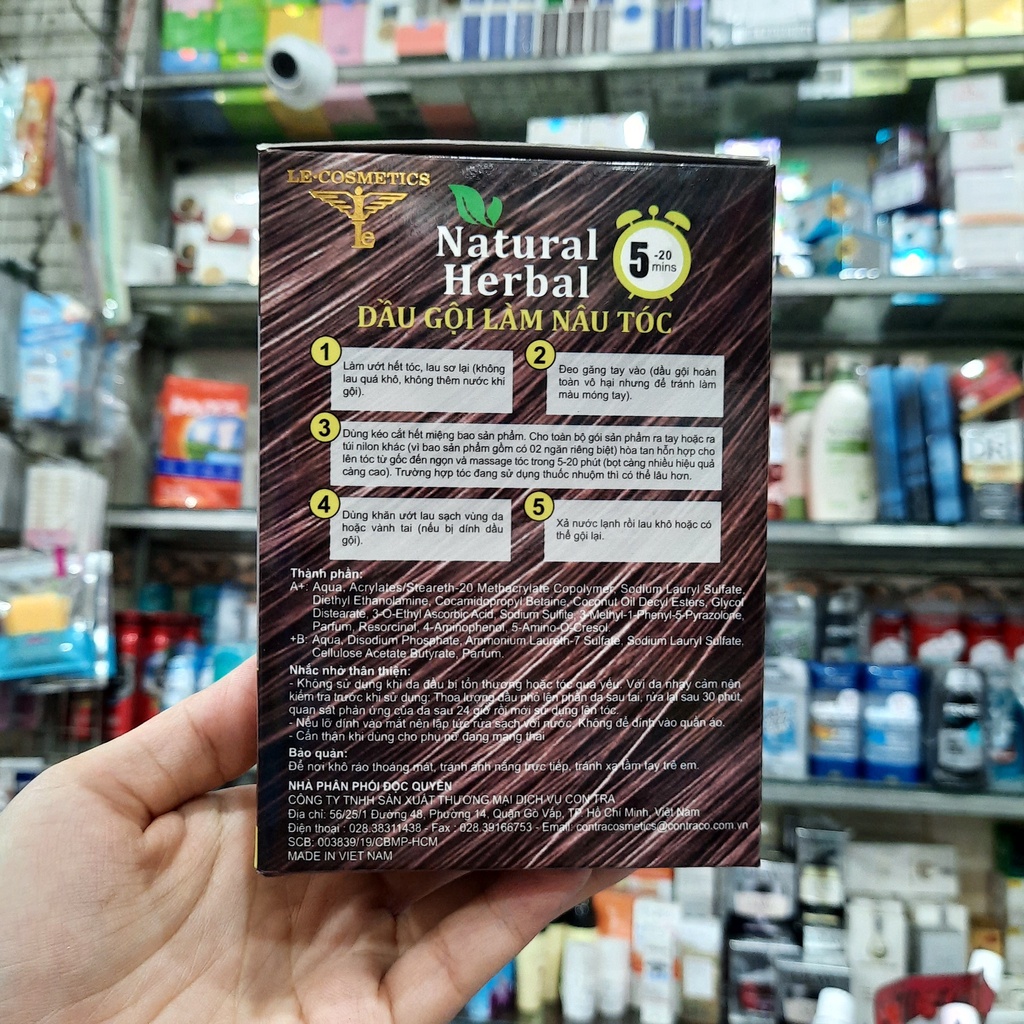 LE·COSMETICS
Le
Natural
Herbal
5-20
mins
DẦU GỘI LÀM NÂU TÓC
1
Làm ướt hết tóc, lau sơ lại (không
lau quá khô, không thêm nước khi
gội).
2
Đeo găng tay vào (dầu gội hoàn
toàn vô hại nhưng để tránh làm
màu móng tay).
3
Dùng kéo cắt hết miệng bao sản phẩm. Cho toàn bộ gói sản phẩm ra tay hoặc ra
túi nilon khác (vì bao sản phẩm gồm có 02 ngăn riêng biệt) hòa tan hỗn hợp cho
lên tóc từ gốc đến ngọn và massage tóc trong 5-20 phút (bọt càng nhiều hiệu quả
càng cao). Trường hợp tóc đang sử dụng thuốc nhuộm thì có thể lâu hơn.
4
Dùng khăn ướt lau sạch vùng da
hoặc vành tai (nếu bị dính dầu
gội).
5
Xả nước lạnh rồi lau khô hoặc có
thể gội lại.
Thành phần:
A+: Aqua, Acrylates/Steareth-20 Methacrylate Copolymer, Sodium Lauryl Sulfate,
Diethyl Ethanolamine, Cocamidopropyl Betaine, Coconut Oil Decyl Esters, Glycol
Distearate, 3-O-Ethyl Ascorbic Acid, Sodium Sulfite, 3-Methyl-1-Phenyl-5-Pyrazolone,
Parfum, Resorcinol, 4-Aminophenol, 5-Amino-O-Cresol
+B: Aqua, Disodium Phosphate, Ammonium Laureth-7 Sulfate, Sodium Lauryl Sulfate,
Cellulose Acetate Butyrate, Parfum.
Nhắc nhở thân thiện:
- Không sử dụng khi da đầu bị tổn thương hoặc tóc quá yếu. Với da nhạy cảm nên
kiểm tra trước khi sử dụng: Thoa lượng dầu nhỏ lên phần da sau tai, rửa lại sau 30 phút,
quan sát phản ứng của da sau 24 giờ rồi mới sử dụng lên tóc.
- Nếu lỡ dính vào mắt nên lập tức rửa sạch với nước. Không để dính vào quần áo.
- Cẩn thận khi dùng cho phụ nữ đang mang thai
Bảo quản:
Để nơi khô ráo thoáng mát, tránh ánh nắng trực tiếp, tránh xa tầm tay trẻ em.
NHÀ PHÂN PHỐI ĐỘC QUYỀN
CÔNG TY TNHH SẢN XUẤT THƯƠNG MẠI DỊCH VỤ CON TRA
Địa chỉ: 56/25/1 Đường 48, Phường 14, Quận Gò Vấp, TP. Hồ Chí Minh, Việt Nam
Điện thoại : 028.38311438 - Fax : 028.39166753 - Email: contracosmetics@contraco.com.vn
SCB: 003839/19/CBMP-HCM
MADE IN VIET NAM